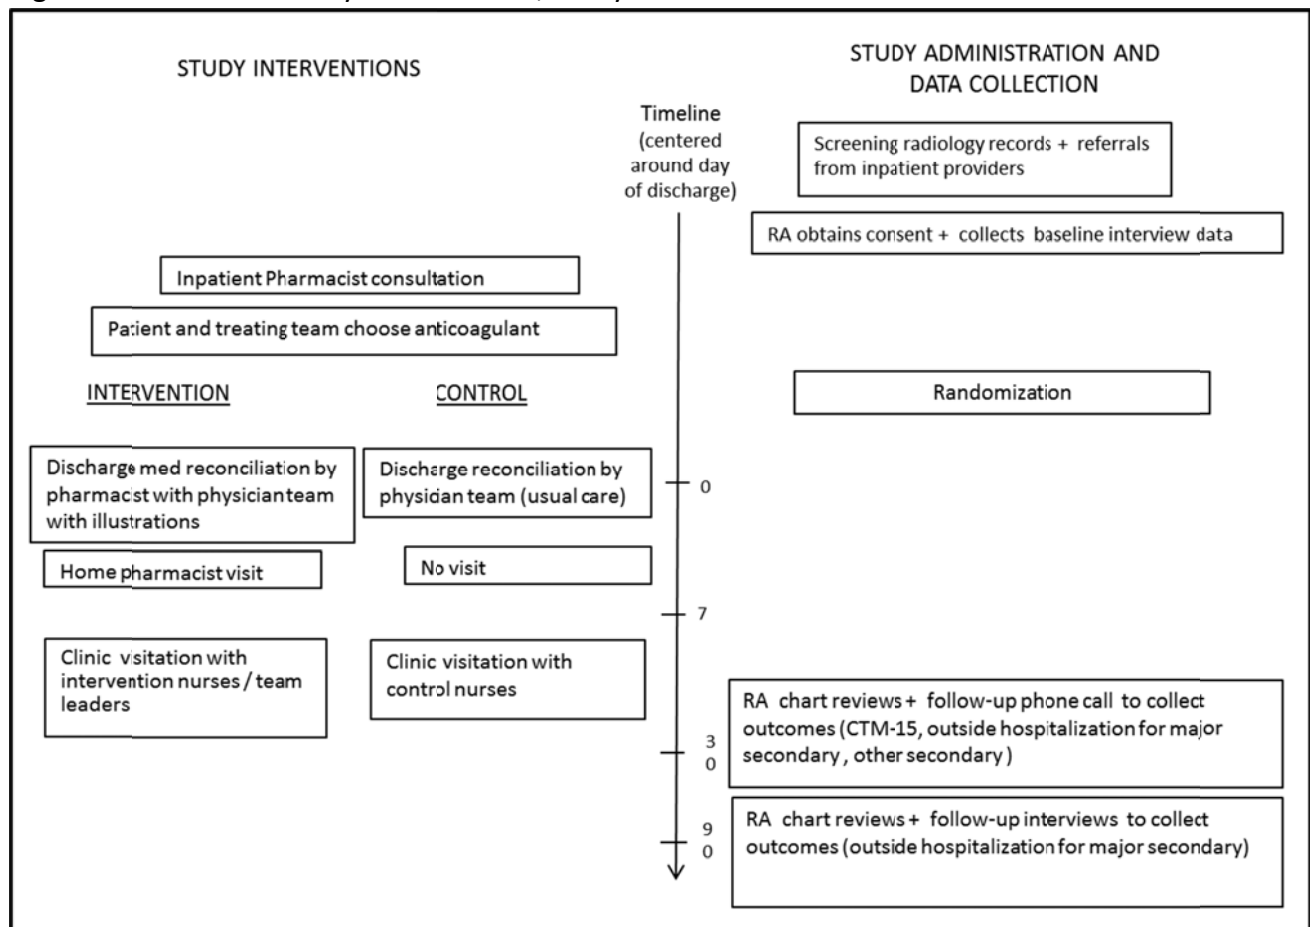 STUDY INTERVENTIONS
STUDY ADMINISTRATION AND
DATA COLLECTION
Timeline
(centered
around day
of discharge)
Screening radiology records + referrals
from inpatient providers
RA obtains consent + collects baseline interview data
Inpatient Pharmacist consultation
Patient and treating team choose anticoagulant
INTERVENTION
CONTROL
Randomization
Discharge med reconciliation by
pharmacist with physician team
with illustrations
Discharge reconciliation by
physidan team (usual care)
0
Home pharmacist visit
No visit
7
Clinic visitation with
intervention nurses / team
leaders
Clinic visitation with
control nurses
RA chart reviews + follow-up phone call to collect
outcomes (CTM-15, outside hospitalization for major
secondary, other secondary)
3
0
RA chart reviews + follow-up interviews to collect
outcomes (outside hospitalization for major secondary)
9
0